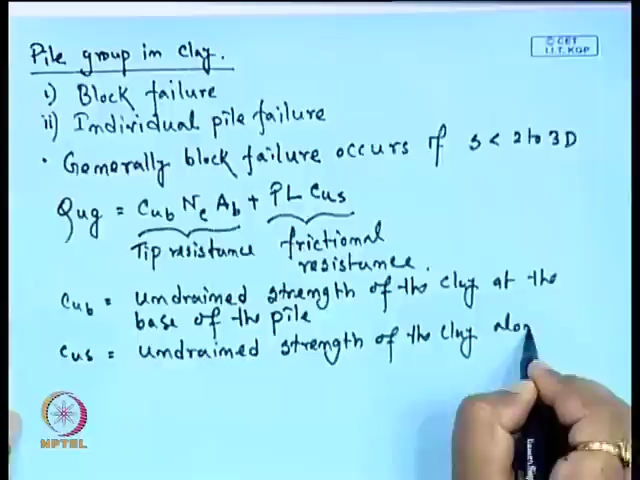 Pile group in clay.
© CET
I.I.T. KGP
i) Block failure
ii) Individual pile failure
• Generally block failure occurs if s < 2 to 3D
Qug = Cub Nc Ab + PL Cus
Tip resistance frictional resistance.
Cub = undrained strength of the clay at the
base of the pile
Cus = undrained strength of the clay alon
NPTEL